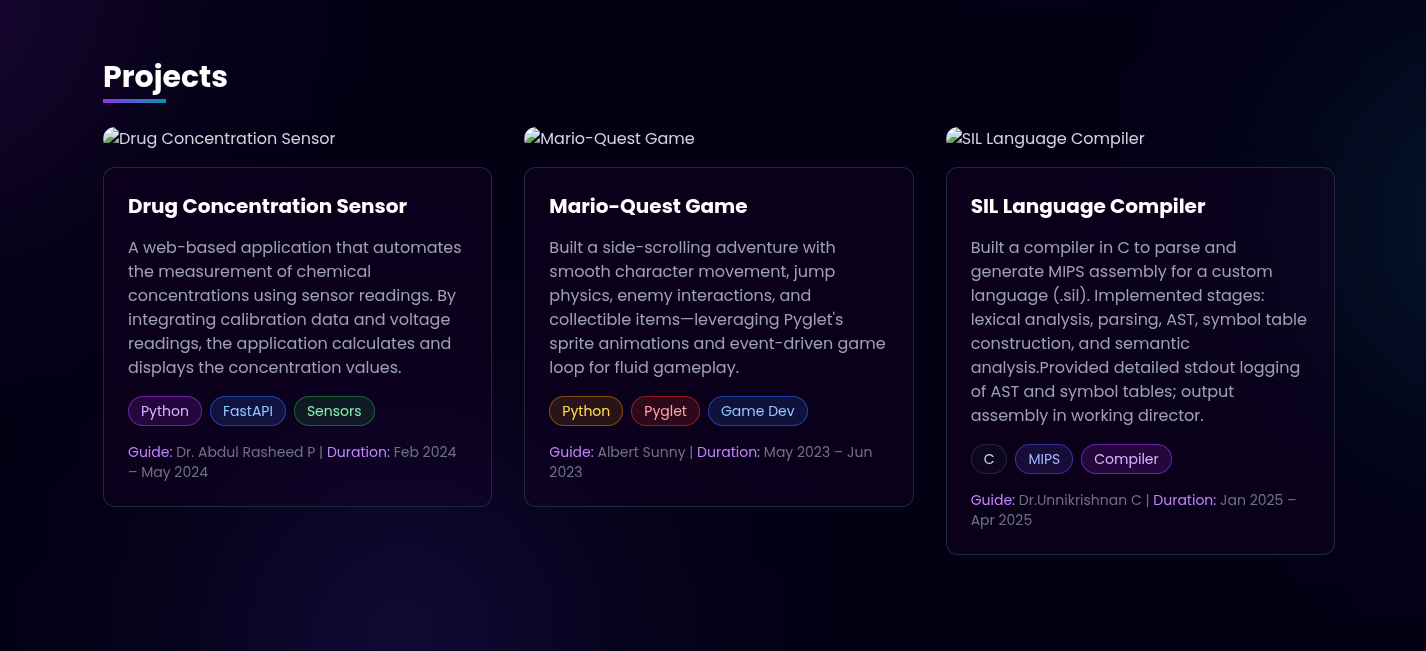 Projects
Drug Concentration Sensor
Drug Concentration Sensor
A web-based application that automates
the measurement of chemical
concentrations using sensor readings. By
integrating calibration data and voltage
readings, the application calculates and
displays the concentration values.
Python FastAPI Sensors
Guide: Dr. Abdul Rasheed P | Duration: Feb 2024
– May 2024
Mario-Quest Game
Mario-Quest Game
Built a side-scrolling adventure with
smooth character movement, jump
physics, enemy interactions, and
collectible items—leveraging Pyglet's
sprite animations and event-driven game
loop for fluid gameplay.
Python Pyglet Game Dev
Guide: Albert Sunny | Duration: May 2023 – Jun
2023
SIL Language Compiler
SIL Language Compiler
Built a compiler in C to parse and
generate MIPS assembly for a custom
language (.sil). Implemented stages:
lexical analysis, parsing, AST, symbol table
construction, and semantic
analysis.Provided detailed stdout logging
of AST and symbol tables; output
assembly in working director.
C MIPS Compiler
Guide: Dr.Unnikrishnan C | Duration: Jan 2025 –
Apr 2025